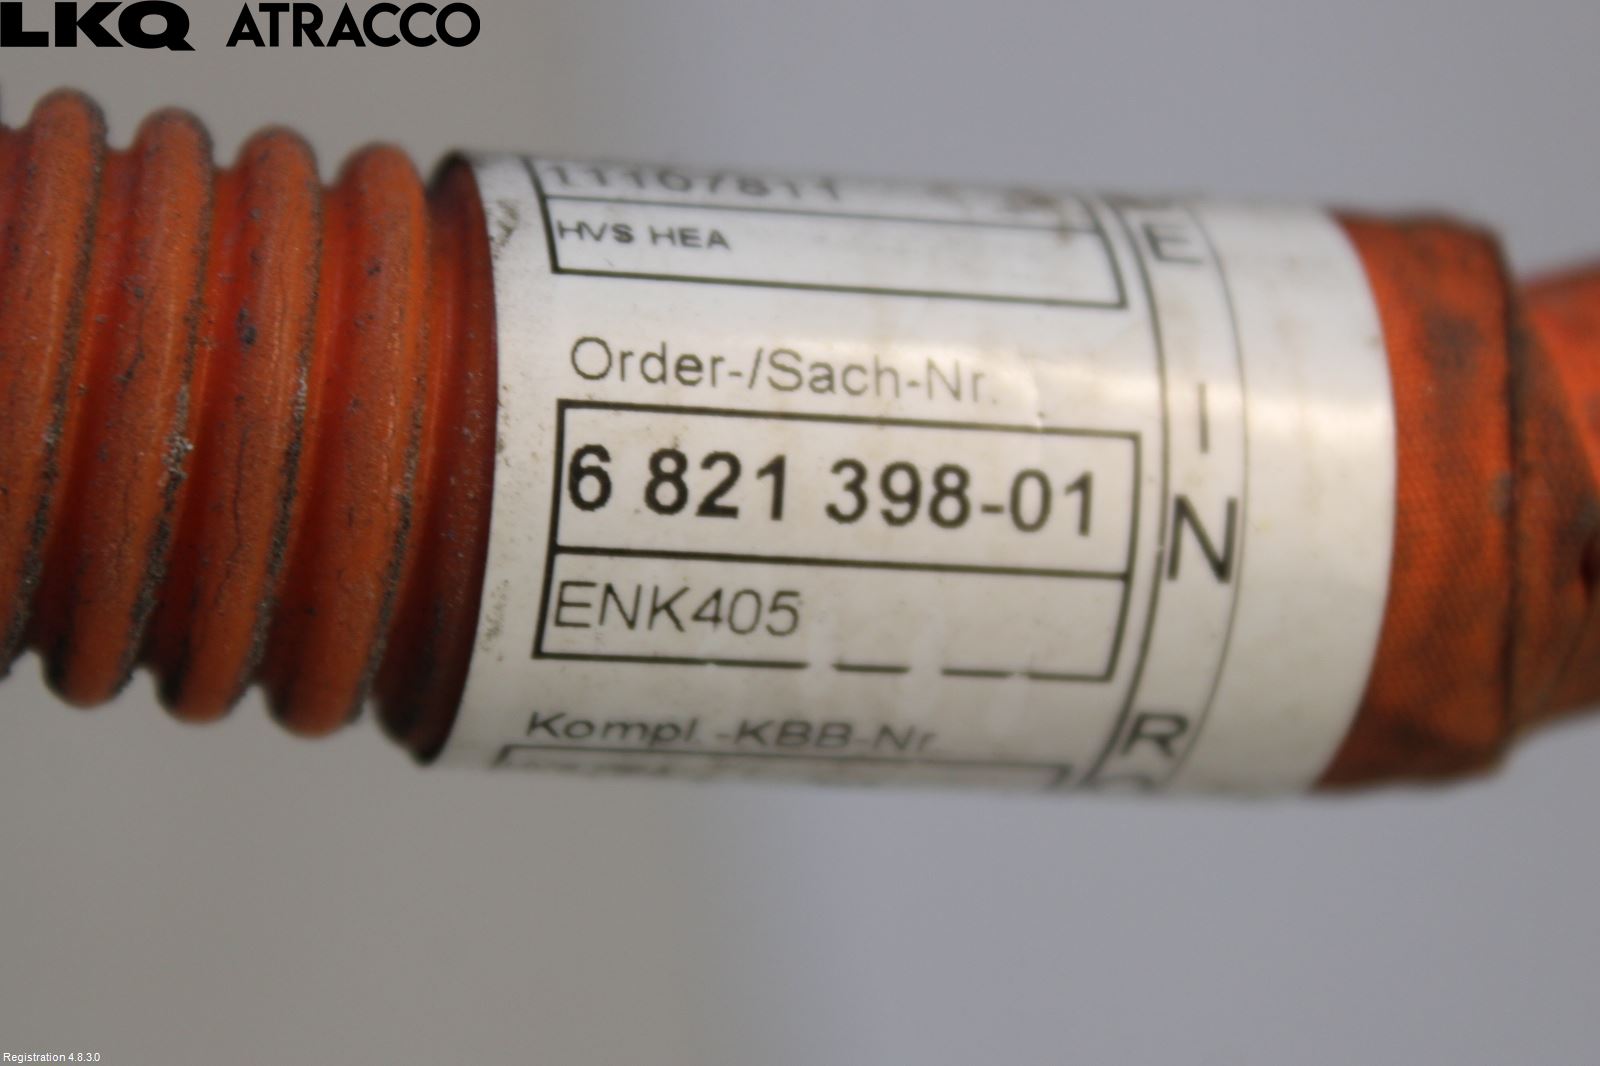 LKQ ATRACCO
11167811
HVS HEA
Order-/Sach-Nr.
6 821 398-01
ENK405
Kompl.-KBB-Nr
E I N R
Registration 4.8.3.0